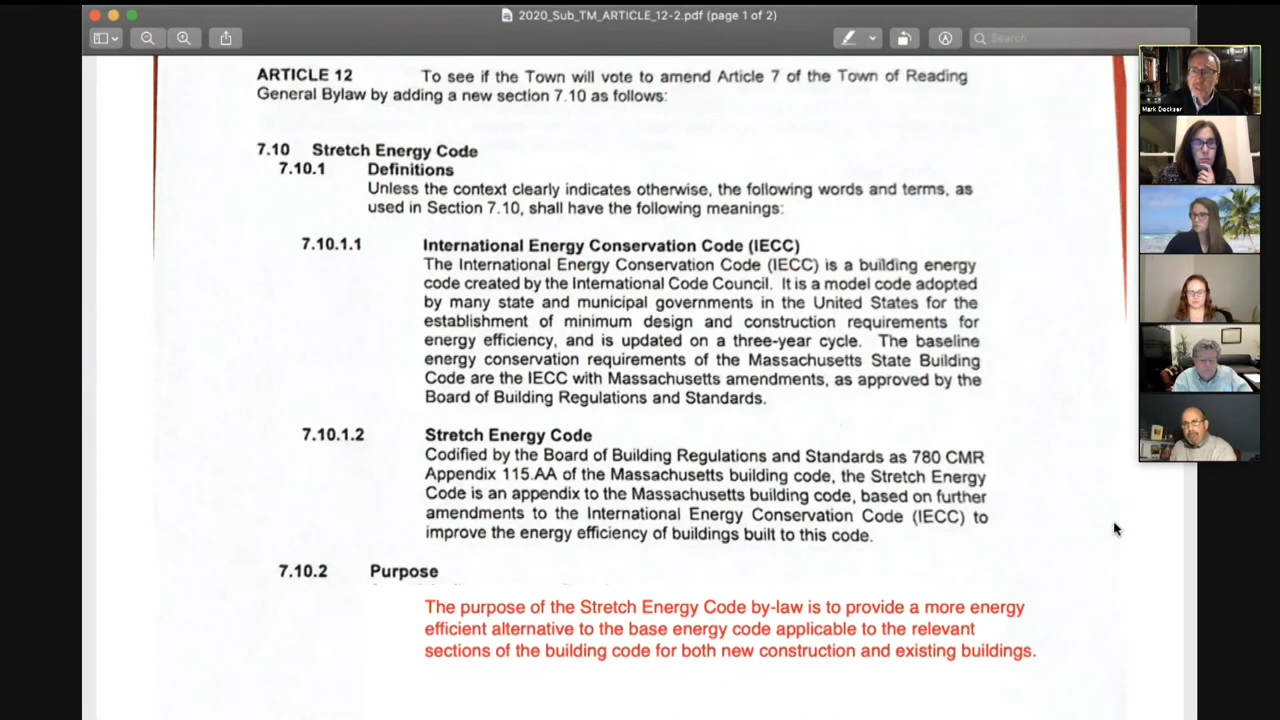 2020_Sub_TM_ARTICLE_12-2.pdf (page 1 of 2)
Search
ARTICLE 12 To see if the Town will vote to amend Article 7 of the Town of Reading
General Bylaw by adding a new section 7.10 as follows:
7.10 Stretch Energy Code
7.10.1 Definitions
Unless the context clearly indicates otherwise, the following words and terms, as
used in Section 7.10, shall have the following meanings:
7.10.1.1 International Energy Conservation Code (IECC)
The International Energy Conservation Code (IECC) is a building energy
code created by the International Code Council. It is a model code adopted
by many state and municipal governments in the United States for the
establishment of minimum design and construction requirements for
energy efficiency, and is updated on a three-year cycle. The baseline
energy conservation requirements of the Massachusetts State Building
Code are the IECC with Massachusetts amendments, as approved by the
Board of Building Regulations and Standards.
7.10.1.2 Stretch Energy Code
Codified by the Board of Building Regulations and Standards as 780 CMR
Appendix 115.AA of the Massachusetts building code, the Stretch Energy
Code is an appendix to the Massachusetts building code, based on further
amendments to the International Energy Conservation Code (IECC) to
improve the energy efficiency of buildings built to this code.
7.10.2 Purpose
The purpose of the Stretch Energy Code by-law is to provide a more energy
efficient alternative to the base energy code applicable to the relevant
sections of the building code for both new construction and existing buildings.
Mark Dockser